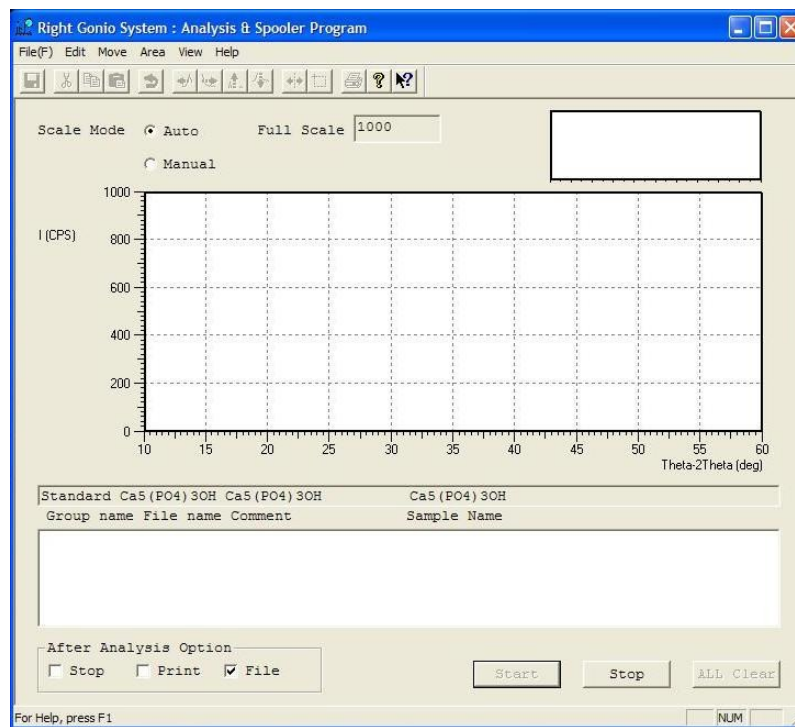 Right Gonio System : Analysis & Spooler Program
File(F) Edit Move Area View Help
Scale Mode Auto Full Scale 1000
Manual
1000
I (CPS) 800
600
400
200
0
10 15 20 25 30 35 40 45 50 55 60
Theta-2Theta (deg)
Standard Ca5(PO4)3OH Ca5(PO4)3OH Ca5(PO4)3OH
Group name File name Comment Sample Name
After Analysis Option
Stop Print File Start Stop ALL Clear
For Help, press F1 NUM